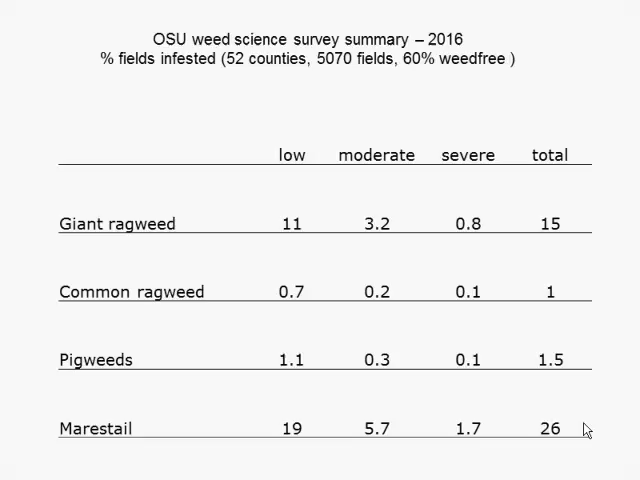 OSU weed science survey summary – 2016
% fields infested (52 counties, 5070 fields, 60% weedfree )
low moderate severe total
Giant ragweed 11 3.2 0.8 15
Common ragweed 0.7 0.2 0.1 1
Pigweeds 1.1 0.3 0.1 1.5
Marestail 19 5.7 1.7 26